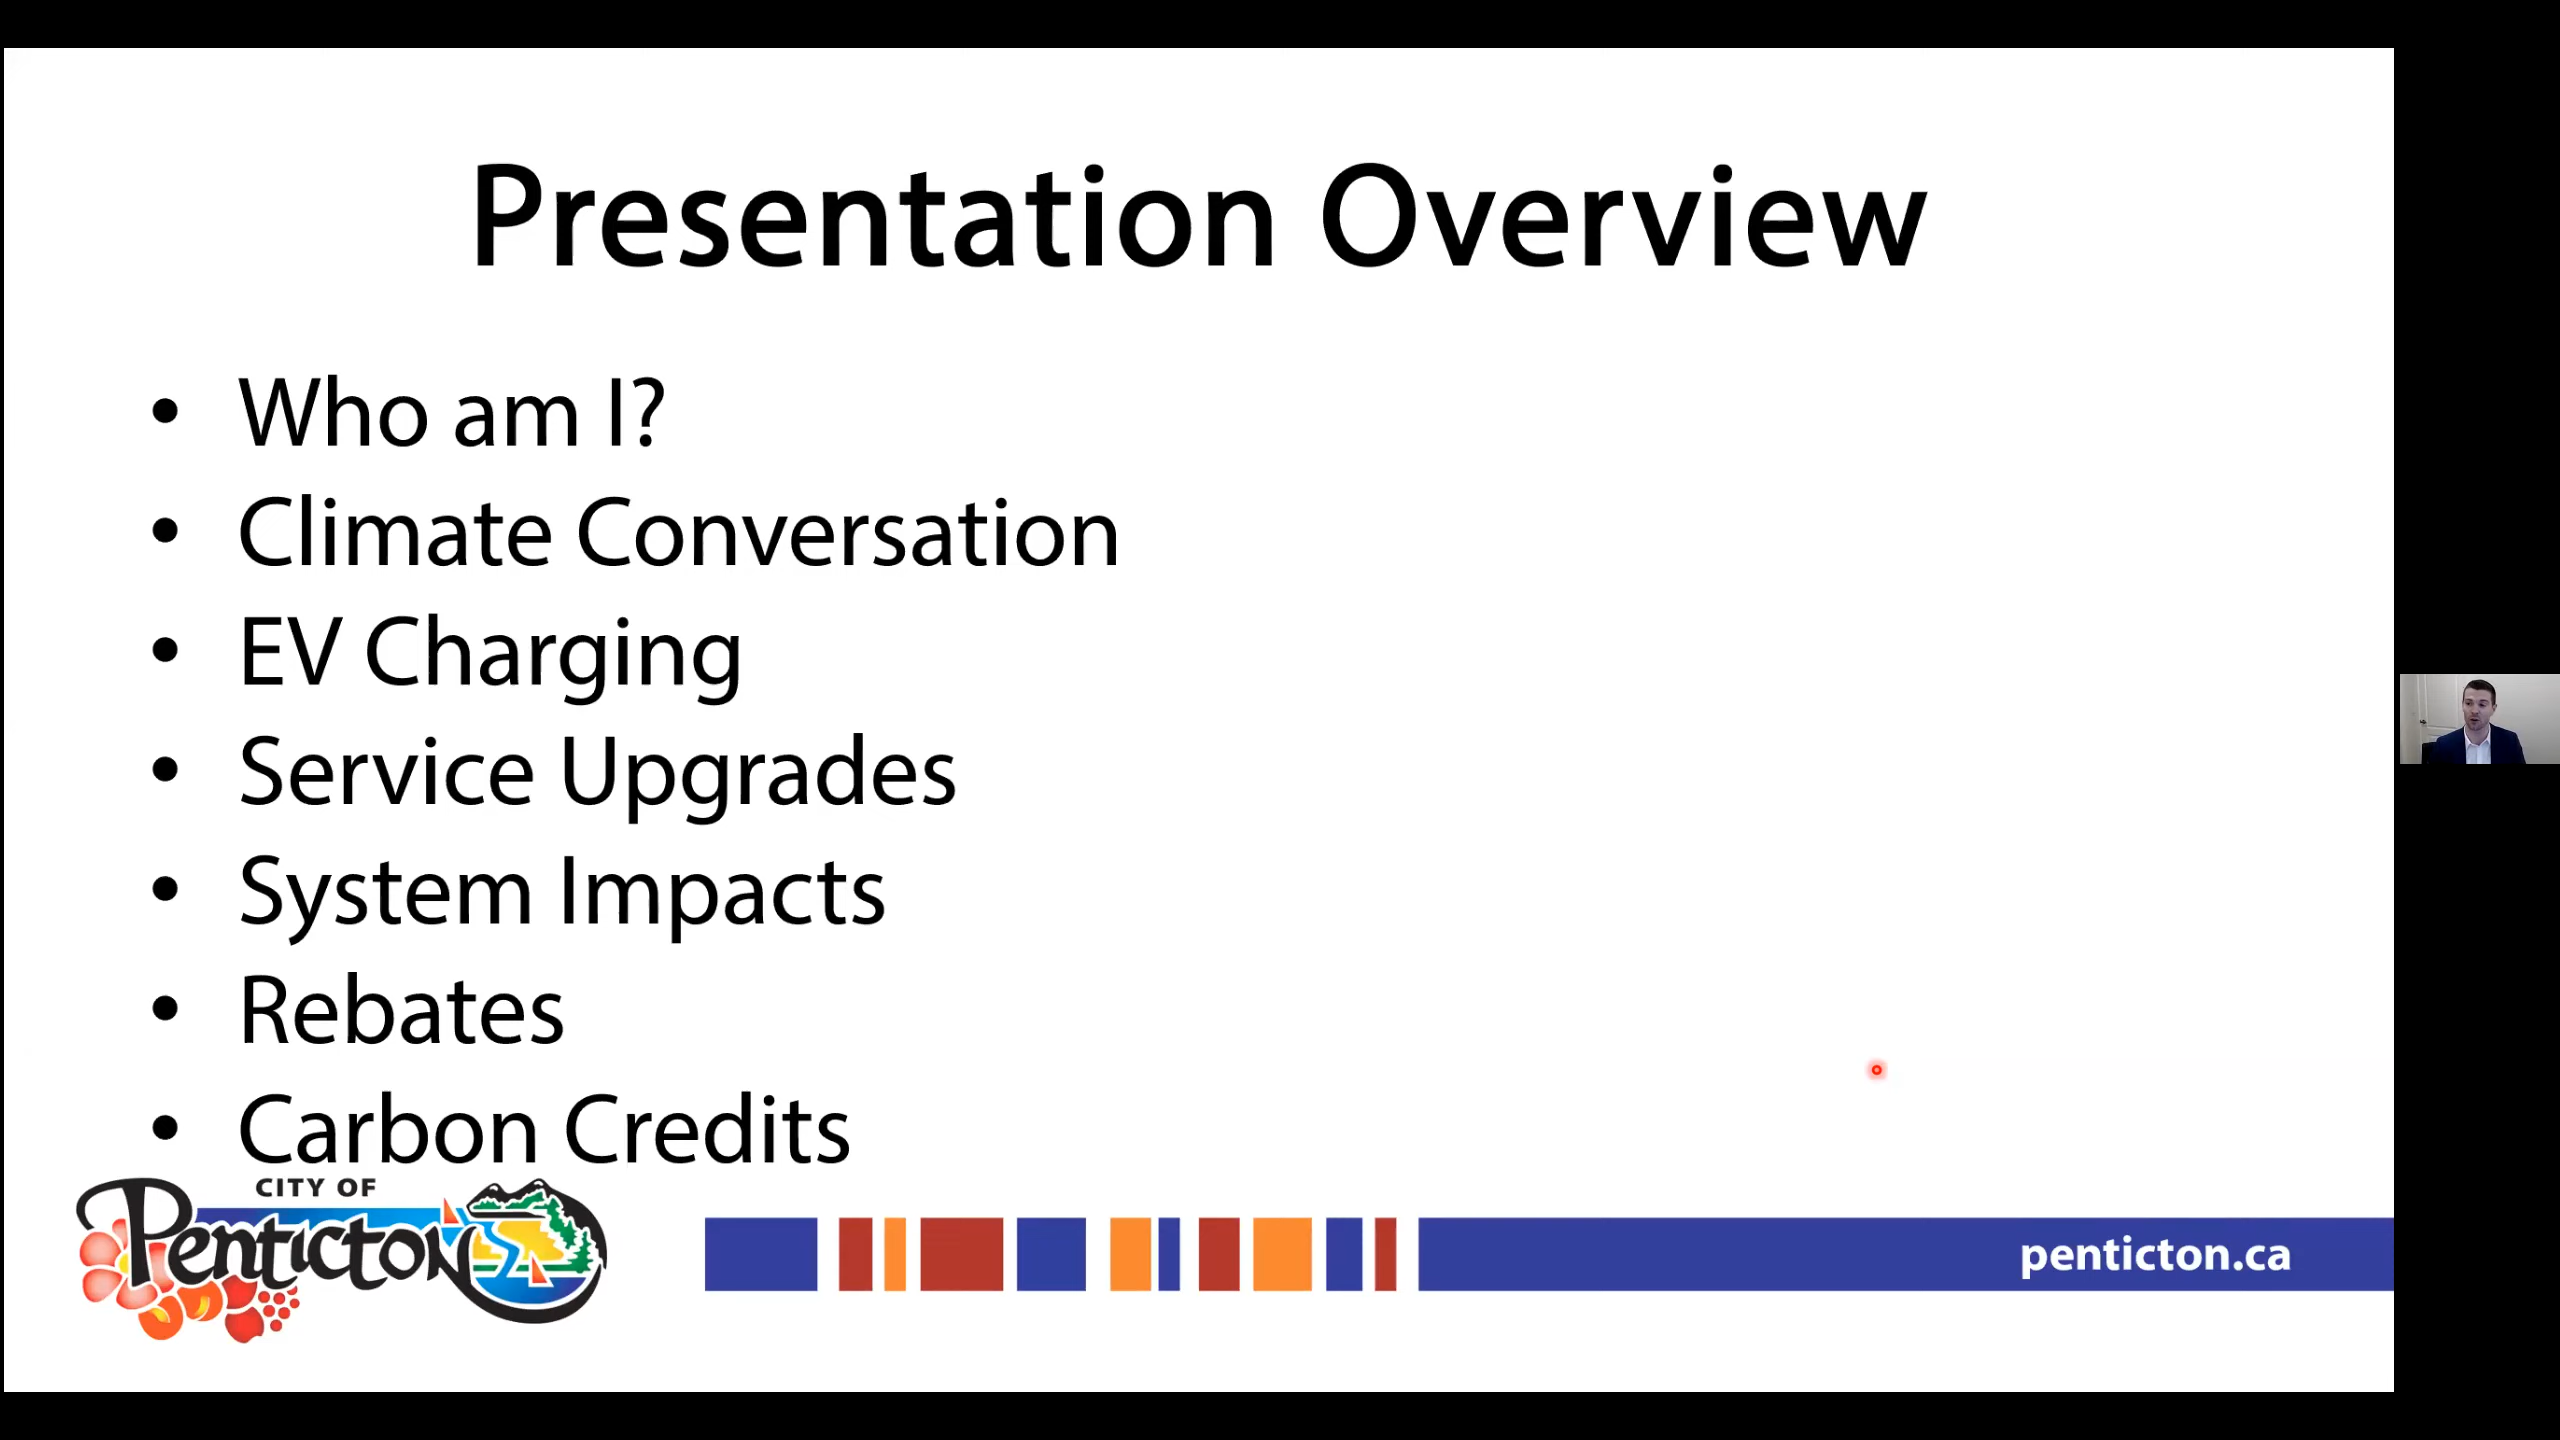 Presentation Overview
• Who am I?
• Climate Conversation
• EV Charging
• Service Upgrades
• System Impacts
• Rebates
• Carbon Credits
CITY OF
Penticton
penticton.ca